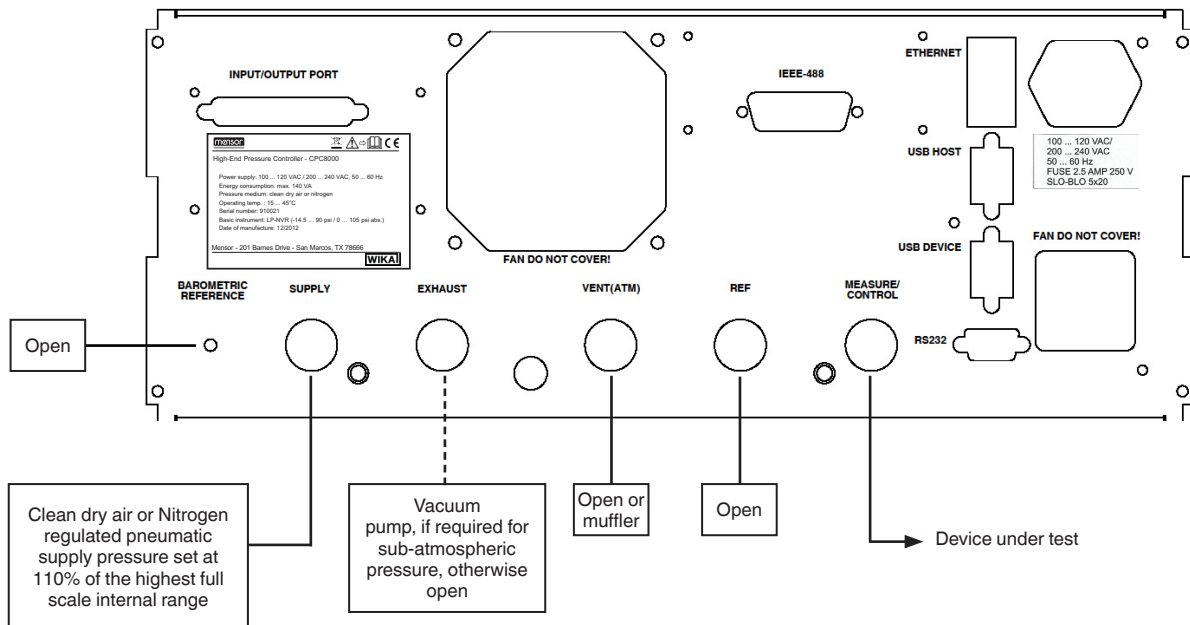 INPUT/OUTPUT PORT
IEEE-488
ETHERNET
mensor
CE
High-End Pressure Controller - CPC8000
Power supply: 100 ... 120 VAC / 200 ... 240 VAC, 50 ... 60 Hz
Energy consumption: max. 140 VA
Pressure medium: clean dry air or nitrogen
Operating temp. : 15 ... 45°C
Serial number: 910021
Basic instrument: LP-NVR (-14.5 ... 90 psi / 0 ... 105 psi abs.)
Date of manufacture: 12/2012
Mensor - 201 Barnes Drive - San Marcos, TX 78666
WIKAI
USB HOST
100 ... 120 VAC/
200 ... 240 VAC
50 ... 60 Hz
FUSE 2.5 AMP 250 V
SLO-BLO 5x20
FAN DO NOT COVER!
USB DEVICE
FAN DO NOT COVER!
BAROMETRIC
REFERENCE
SUPPLY
EXHAUST
VENT(ATM)
REF
MEASURE/
CONTROL
RS232
Open
Clean dry air or Nitrogen
regulated pneumatic
supply pressure set at
110% of the highest full
scale internal range
Vacuum
pump, if required for
sub-atmospheric
pressure, otherwise
open
Open or
muffler
Open
Device under test